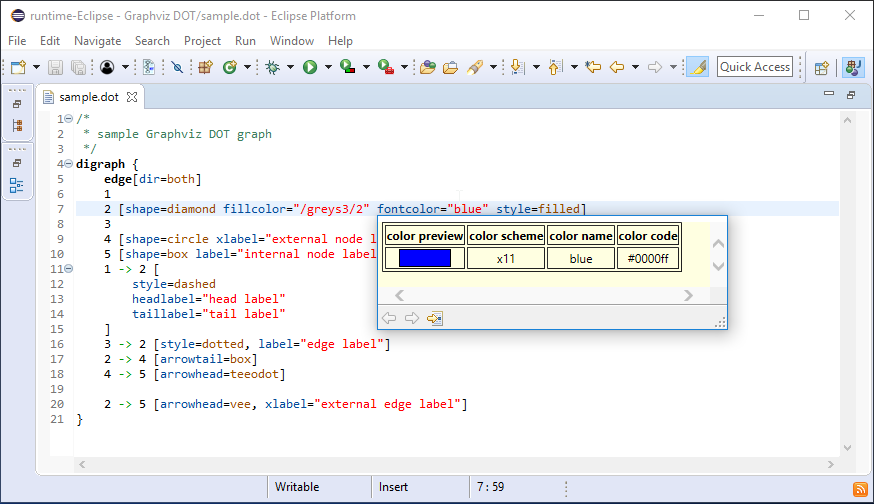 runtime-Eclipse - Graphviz DOT/sample.dot - Eclipse Platform
File Edit Navigate Search Project Run Window Help
Quick Access
sample.dot
1 /*
2 * sample Graphviz DOT graph
3 */
4 digraph {
5 edge[dir=both]
6 1
7 2 [shape=diamond fillcolor="/greys3/2" fontcolor="blue" style=filled]
8 3
9 4 [shape=circle xlabel="external node l
10 5 [shape=box label="internal node label
11 1 -> 2 [
12 style=dashed
13 headlabel="head label"
14 taillabel="tail label"
15 ]
16 3 -> 2 [style=dotted, label="edge label"]
17 2 -> 4 [arrowtail=box]
18 4 -> 5 [arrowhead=teeodot]
19
20 2 -> 5 [arrowhead=vee, xlabel="external edge label"]
21 }
color preview color scheme color name color code
x11 blue #0000ff
Writable Insert 7 : 59